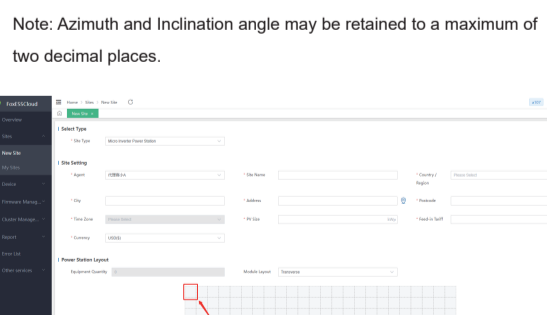 Note: Azimuth and Inclination angle may be retained to a maximum of
two decimal places.
FoxESSCloud
Home / Sites / New Site
Overview
New Site ×
Sites
Select Type
* Site Type Micro Inverter Power Station
New Site
My Sites
Site Setting
Device
* Agent
* Site Name
* Country / Region Please Select
Firmware Manag...
* City
* Address
* Postcode
Cluster Manage...
* Time Zone Please Select
* PV Size kWp
* Feed in Tariff
Report
* Currency USD($)
Error List
Power Station Layout
Other services
Equipment Quantity
Module Layout Transverse